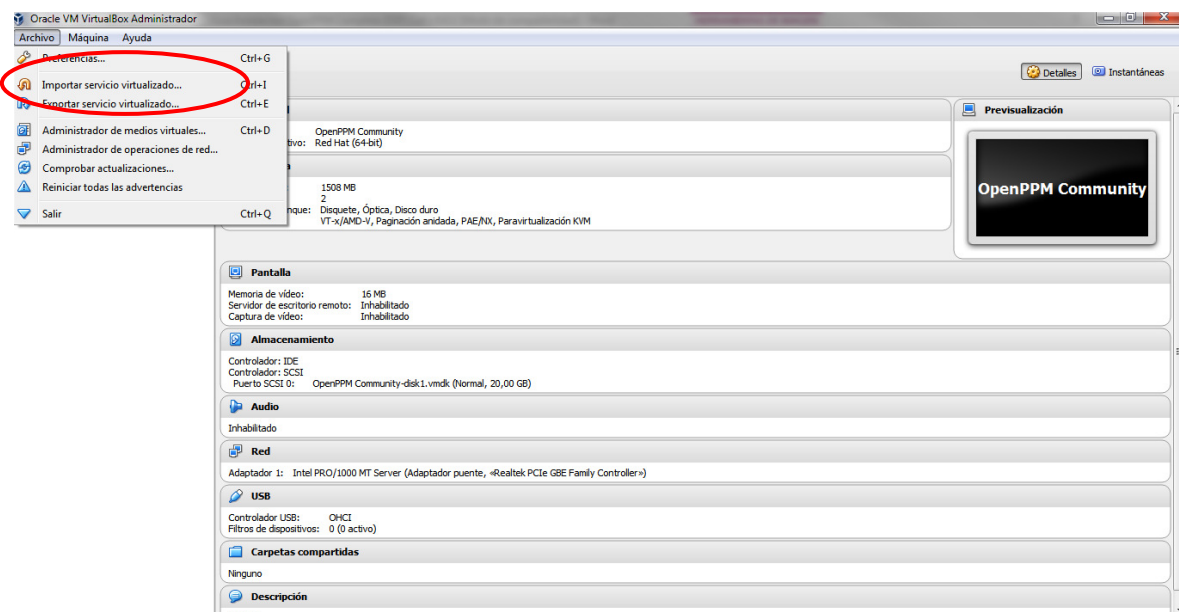 Oracle VM VirtualBox Administrador
Archivo Máquina Ayuda
Preferencias... Ctrl+G
Importar servicio virtualizado... Ctrl+I
Exportar servicio virtualizado... Ctrl+E
Administrador de medios virtuales... Ctrl+D
Administrador de operaciones de red...
Comprobar actualizaciones...
Reiniciar todas las advertencias
Salir Ctrl+Q
Detalles Instantáneas
OpenPPM Community
tivo: Red Hat (64-bit)
1508 MB
2
nque: Disquete, Óptica, Disco duro
VT-x/AMD-V, Paginación anidada, PAE/NX, Paravirtualización KVM
Previsualización
OpenPPM Community
Pantalla
Memoria de vídeo: 16 MB
Servidor de escritorio remoto: Inhabilitado
Captura de vídeo: Inhabilitado
Almacenamiento
Controlador: IDE
Controlador: SCSI
Puerto SCSI 0: OpenPPM Community-disk1.vmdk (Normal, 20,00 GB)
Audio
Inhabilitado
Red
Adaptador 1: Intel PRO/1000 MT Server (Adaptador puente, «Realtek PCIe GBE Family Controller»)
USB
Controlador USB: OHCI
Filtros de dispositivos: 0 (0 activo)
Carpetas compartidas
Ninguno
Descripción